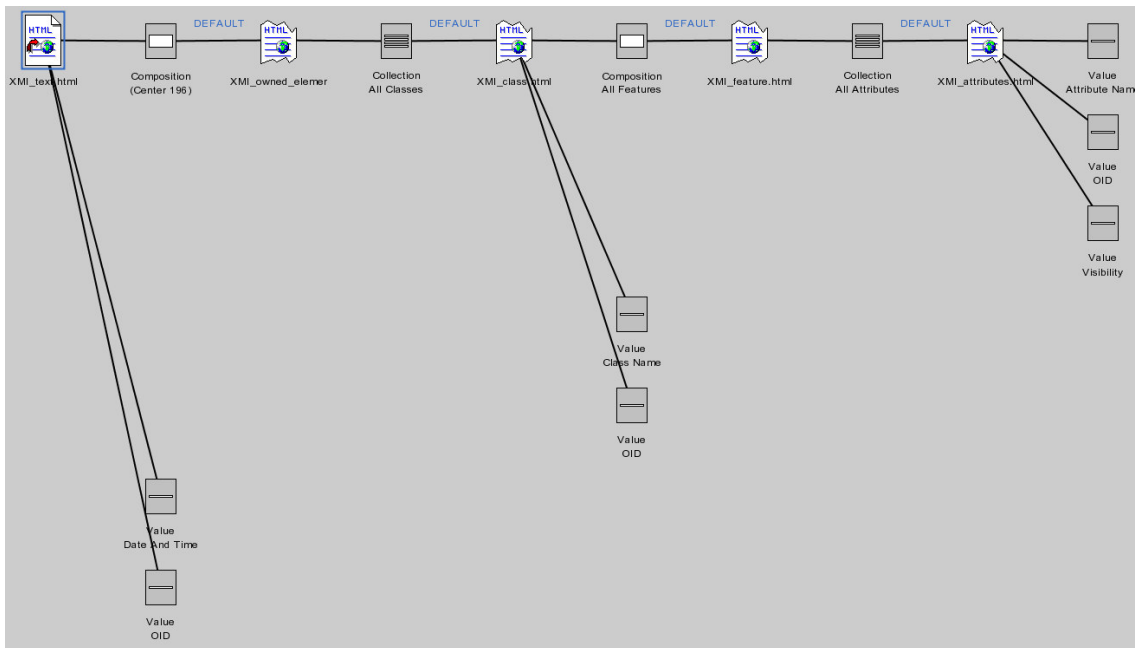 DEFAULT
DEFAULT
DEFAULT
DEFAULT
HTML
HTML
HTML
HTML
HTML
XMI_text.html
Composition
(Center 196)
XMI_owned_elemer
Collection
All Classes
XMI_class.html
Composition
All Features
XMI_feature.html
Collection
All Attributes
XMI_attributes.html
Value
Attribute Name
Value
OID
Value
Visibility
Value
Class Name
Value
OID
Value
Date And Time
Value
OID